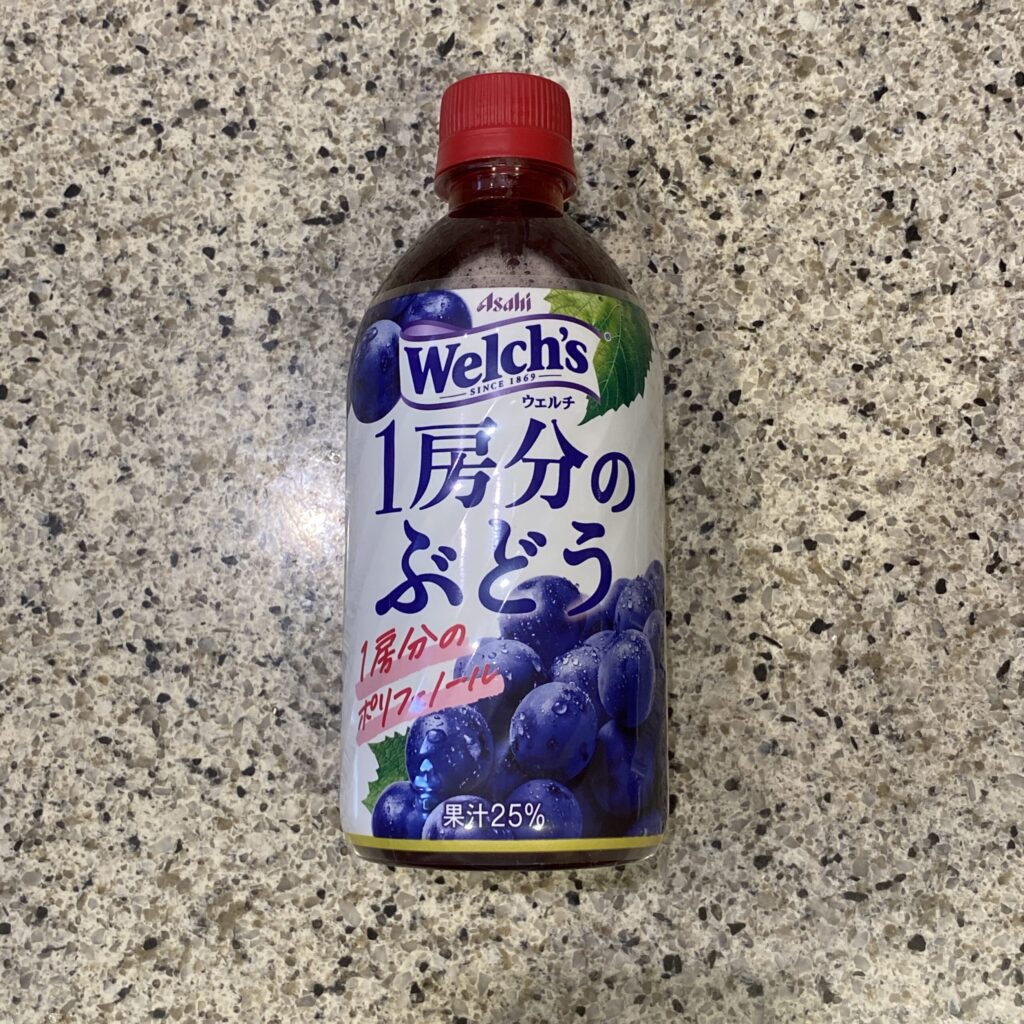 Asahi
Welch's
SINCE 1869
ウェルチ
1房分の
ぶどう
1房分の
ポリフェノール
果汁25%